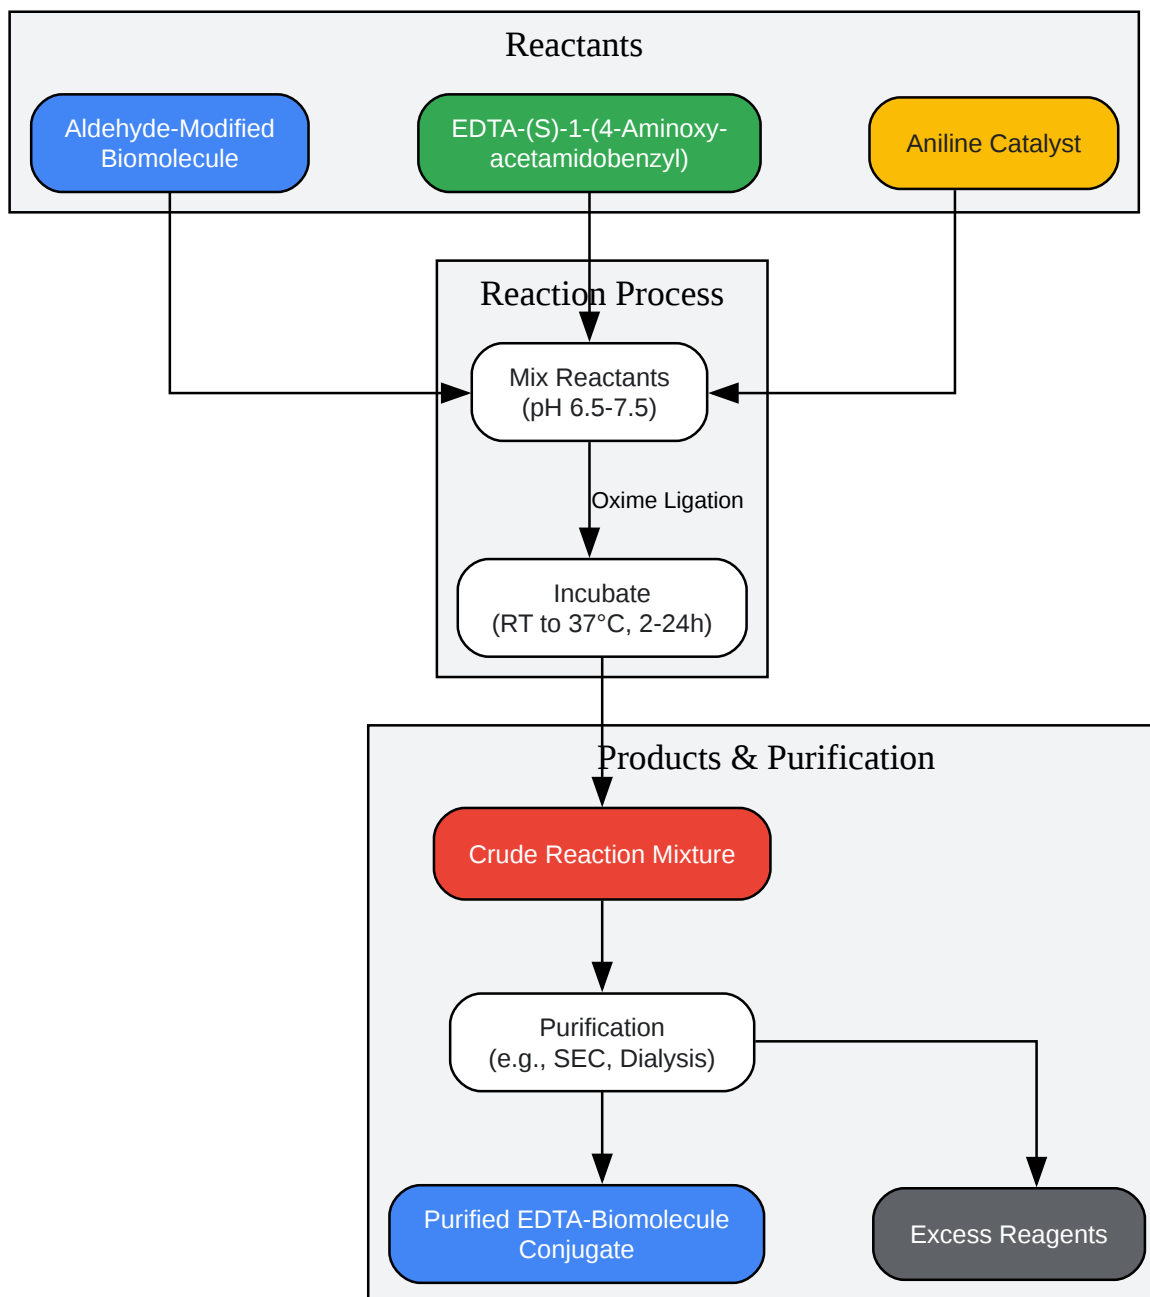 Reactants
Aldehyde-Modified
Biomolecule
EDTA-(S)-1-(4-Aminoxy-
acetamidobenzyl)
Aniline Catalyst
Reaction Process
Mix Reactants
(pH 6.5-7.5)
Oxime Ligation
Incubate
(RT to 37°C, 2-24h)
Products & Purification
Crude Reaction Mixture
Purification
(e.g., SEC, Dialysis)
Purified EDTA-Biomolecule
Conjugate
Excess Reagents